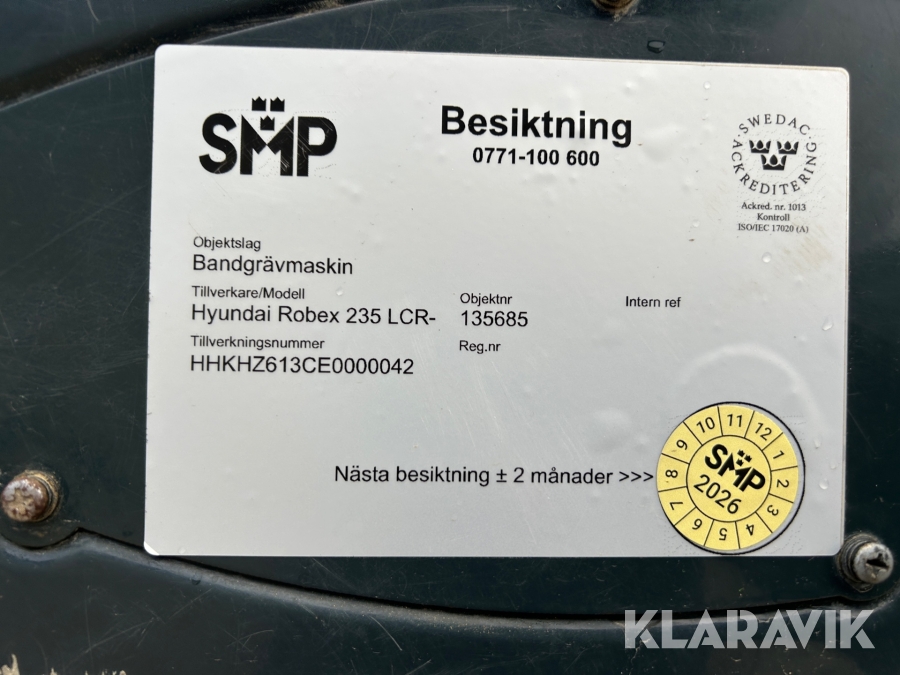 SMP
Besiktning
0771-100 600
SWEDAC
ACKREDITERING
Ackred. nr. 1013
Kontroll
ISO/IEC 17020 (A)
Objektslag
Bandgrävmaskin
Tillverkare/Modell
Hyundai Robex 235 LCR-
Objektnr
135685
Intern ref
Tillverkningsnummer
HHKHZ613CE0000042
Reg.nr
Nästa besiktning ± 2 månader >>>
1 2 3 4 5 6 7 8 9 10 11 12
SMP
2026
KLARAVIK